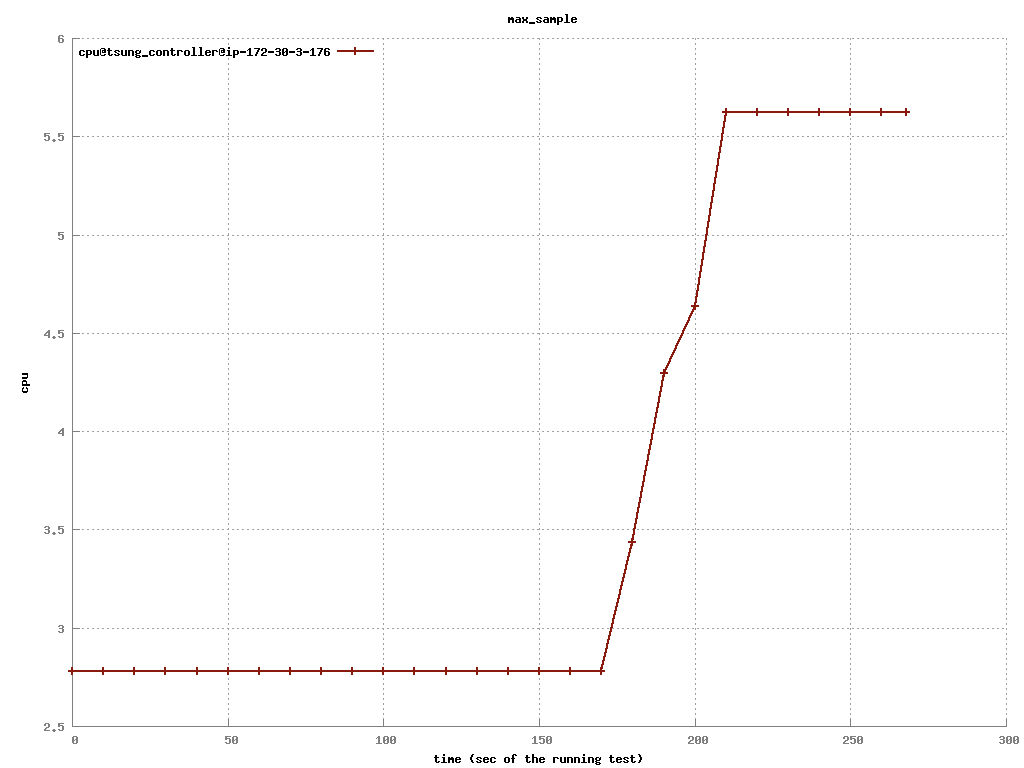 max_sample
cpu@tsung_controller@ip-172-30-3-176
6
5.5
5
4.5
4
3.5
3
2.5
cpu
0 50 100 150 200 250 300
time (sec of the running test)